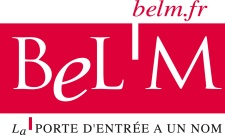 belm.fr
BeL'M
La PORTE D'ENTRÉE A UN NOM